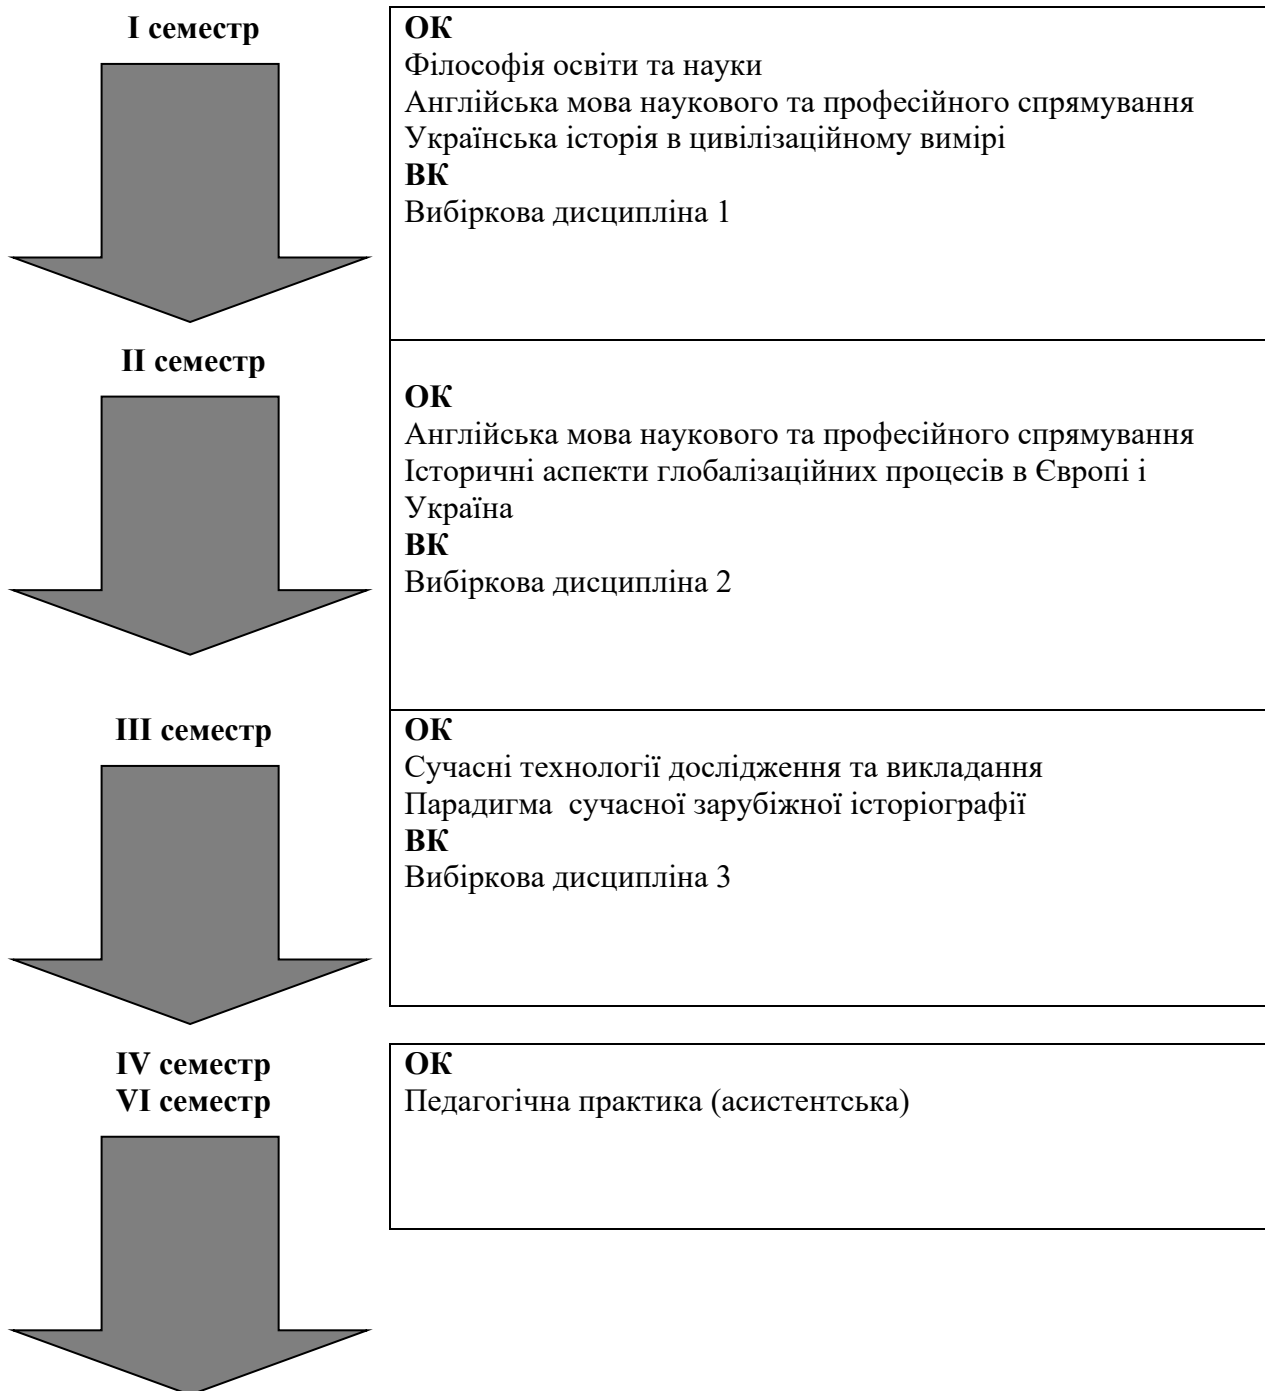 I семестр
ОК
Філософія освіти та науки
Англійська мова наукового та професійного спрямування
Українська історія в цивілізаційному вимірі
ВК
Вибіркова дисципліна 1
II семестр
ОК
Англійська мова наукового та професійного спрямування
Історичні аспекти глобалізаційних процесів в Європі і
Україна
ВК
Вибіркова дисципліна 2
III семестр
ОК
Сучасні технології дослідження та викладання
Парадигма  сучасної зарубіжної історіографії
ВК
Вибіркова дисципліна 3
IV семестр
VI семестр
ОК
Педагогічна практика (асистентська)